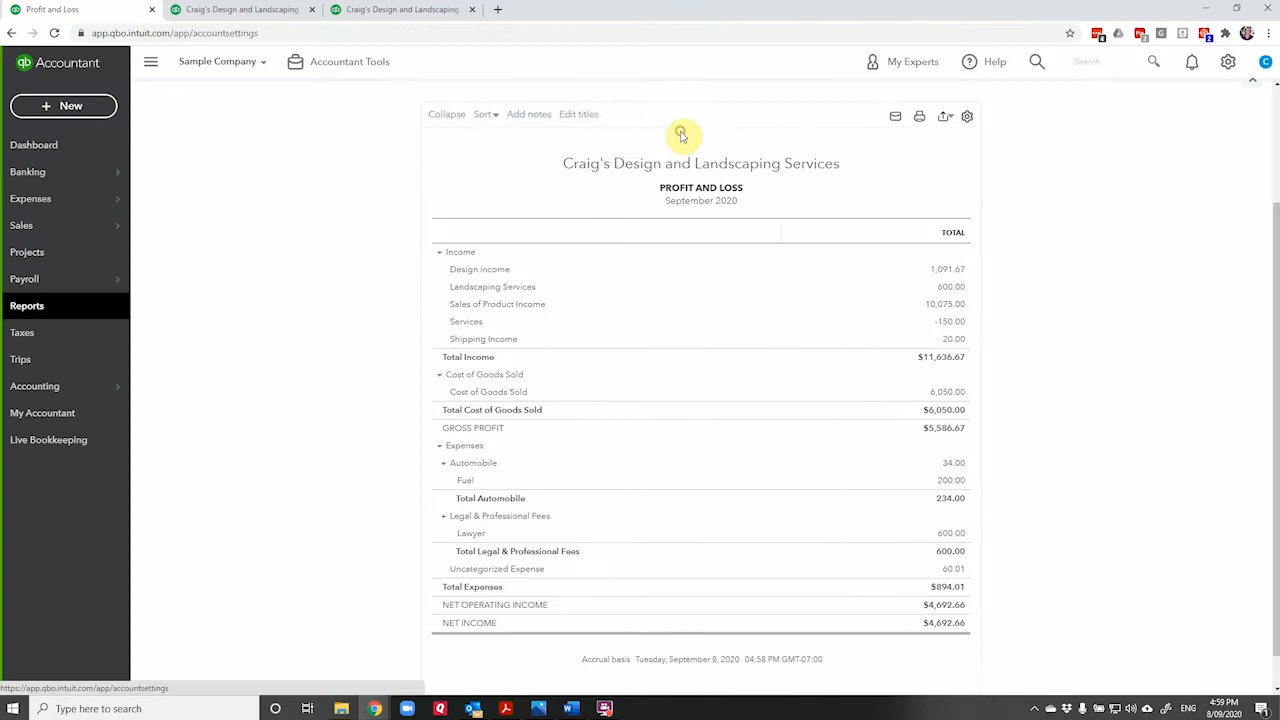 Profit and Loss
Craig's Design and Landscaping
Craig's Design and Landscaping
app.qbo.intuit.com/app/accountsettings
qb Accountant
Sample Company
Accountant Tools
My Experts
Help
Search
+ New
Dashboard
Banking
Expenses
Sales
Projects
Payroll
Reports
Taxes
Trips
Accounting
My Accountant
Live Bookkeeping
Collapse Sort Add notes Edit titles
Craig's Design and Landscaping Services
PROFIT AND LOSS
September 2020
TOTAL
Income
Design income 1,091.67
Landscaping Services 600.00
Sales of Product Income 10,075.00
Services -150.00
Shipping Income 20.00
Total Income $11,636.67
Cost of Goods Sold
Cost of Goods Sold 6,050.00
Total Cost of Goods Sold $6,050.00
GROSS PROFIT $5,586.67
Expenses
Automobile 34.00
Fuel 200.00
Total Automobile 234.00
Legal & Professional Fees
Lawyer 600.00
Total Legal & Professional Fees 600.00
Uncategorized Expense 60.01
Total Expenses $894.01
NET OPERATING INCOME $4,692.66
NET INCOME $4,692.66
Accrual basis Tuesday, September 8, 2020 04:58 PM GMT-07:00
https://app.qbo.intuit.com/app/accountsettings
Type here to search
4:59 PM
8/09/2020